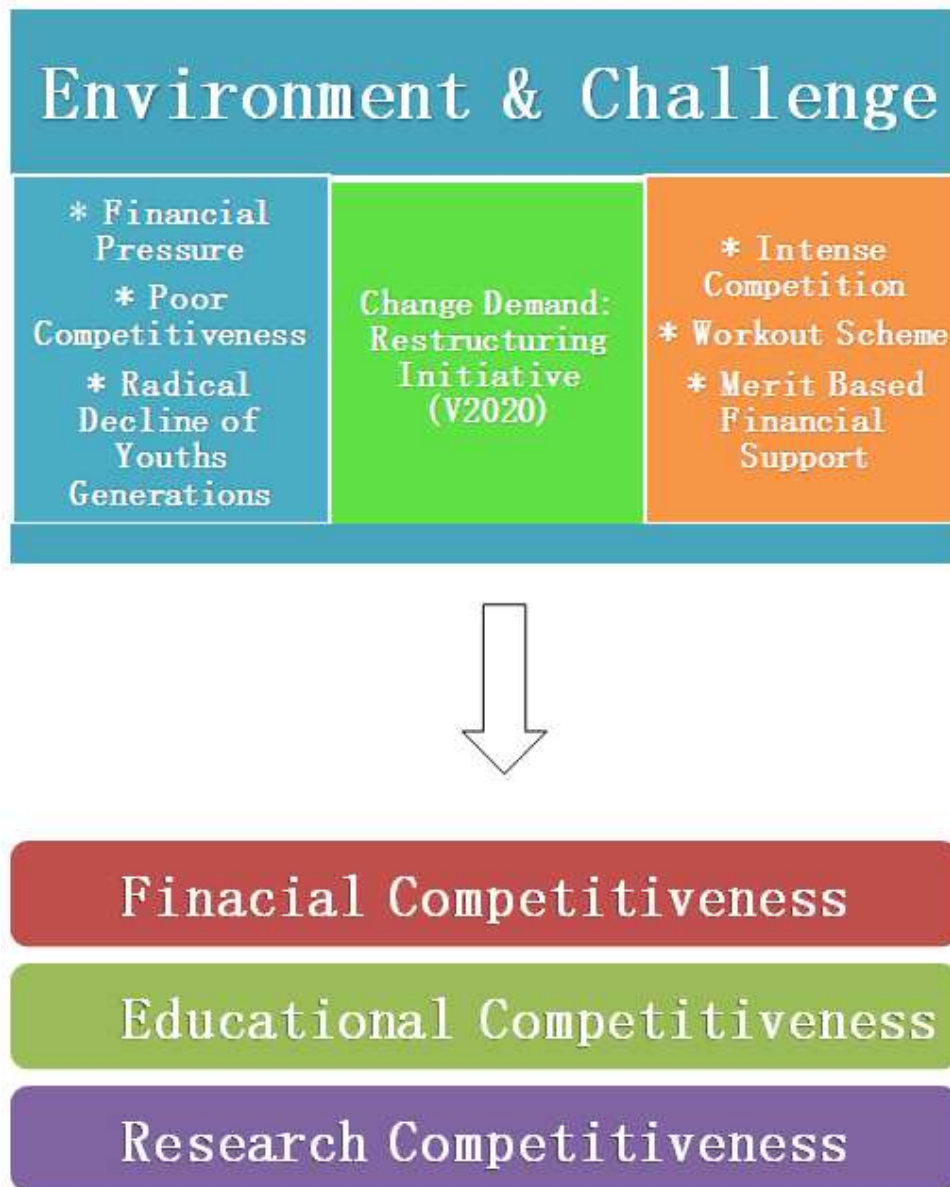 Environment & Challenge
* Financial
Pressure
* Poor
Competitiveness
* Radical
Decline of
Youths
Generations
Change Demand:
Restructuring
Initiative
(V2020)
* Intense
Competition
* Workout Scheme
* Merit Based
Financial
Support
Finacial Competitiveness
Educational Competitiveness
Research Competitiveness